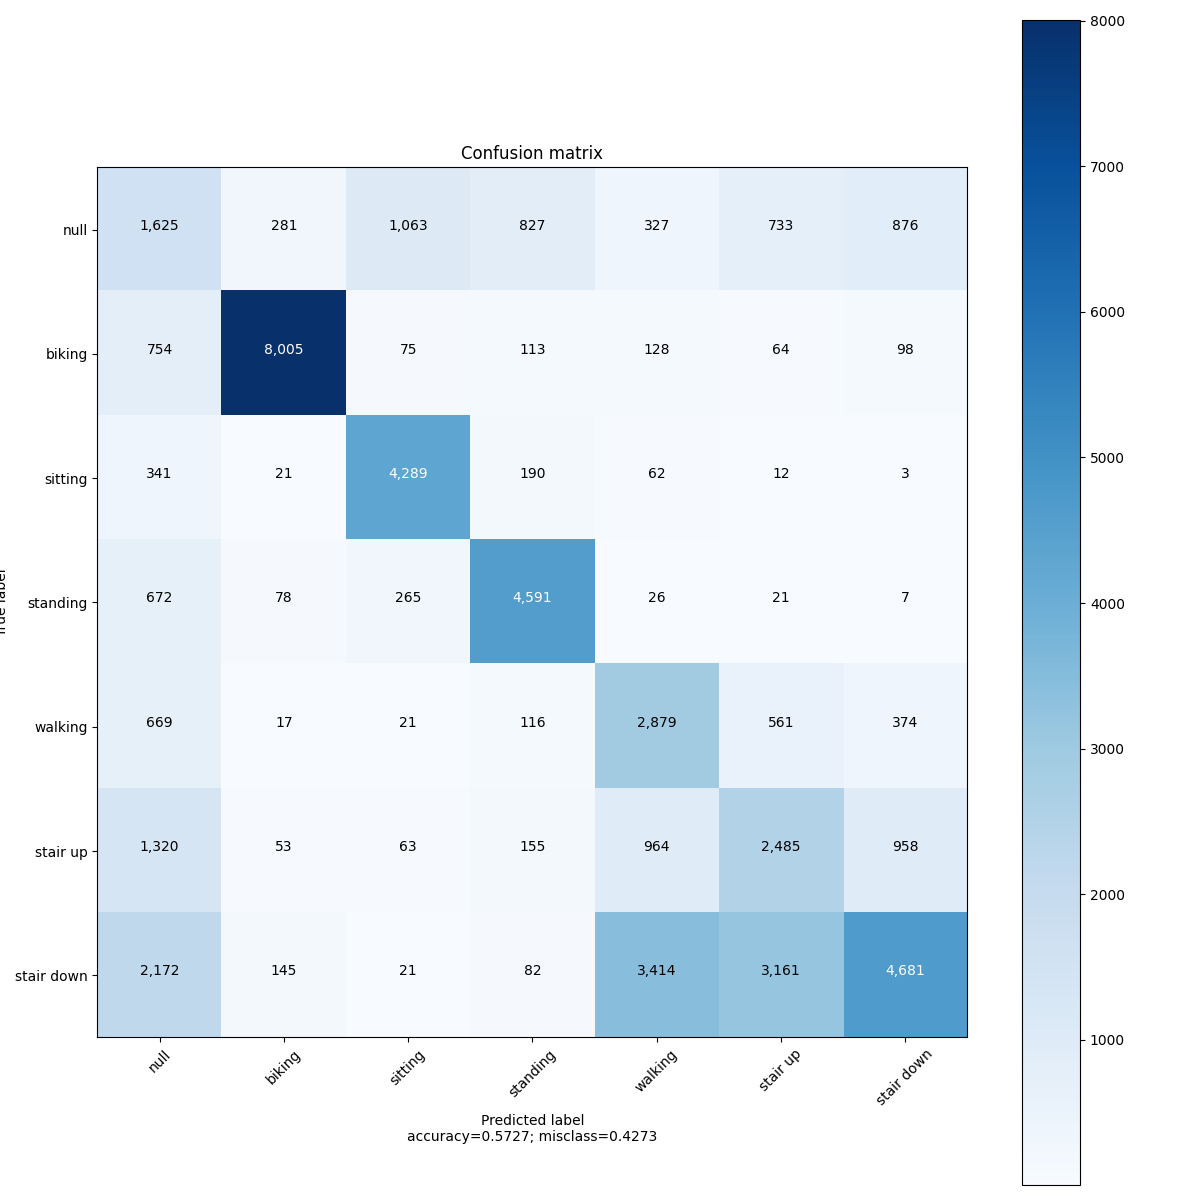 Confusion matrix
null 1,625 281 1,063 827 327 733 876
biking 754 8,005 75 113 128 64 98
sitting 341 21 4,289 190 62 12 3
standing 672 78 265 4,591 26 21 7
walking 669 17 21 116 2,879 561 374
stair up 1,320 53 63 155 964 2,485 958
stair down 2,172 145 21 82 3,414 3,161 4,681
null biking sitting standing walking stair up stair down
Predicted label
accuracy=0.5727; misclass=0.4273
label
8000
7000
6000
5000
4000
3000
2000
1000